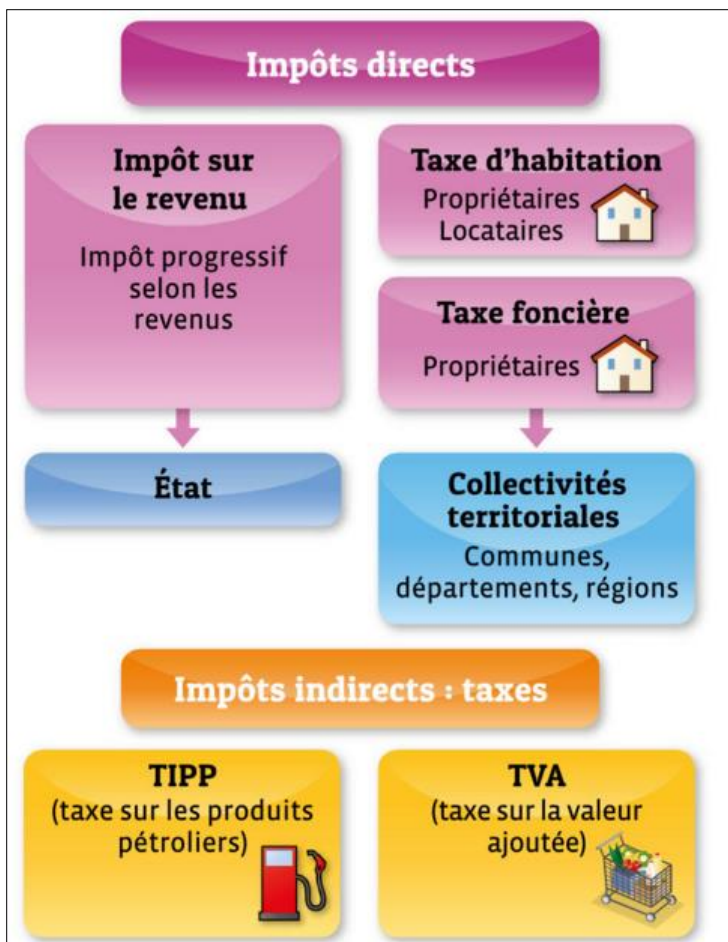 Impôts directs
Impôt sur
le revenu
Impôt progressif
selon les
revenus
Taxe d'habitation
Propriétaires
Locataires
Taxe foncière
Propriétaires
État
Collectivités
territoriales
Communes,
départements, régions
Impôts indirects : taxes
TIPP
(taxe sur les produits
pétroliers)
TVA
(taxe sur la valeur
ajoutée)